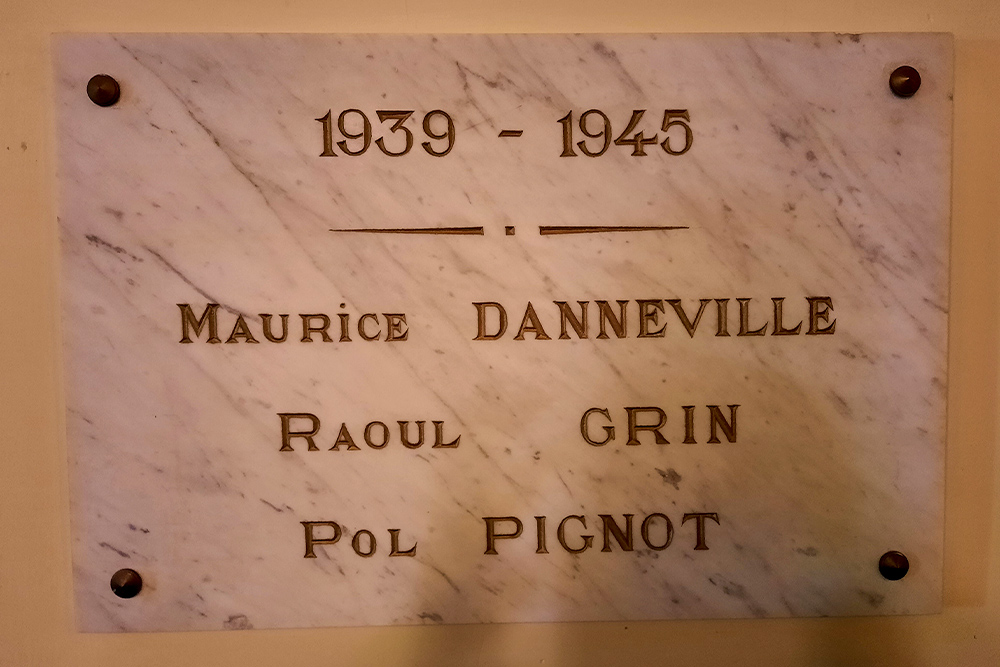 1939 - 1945
Maurice DANNEVILLE
Raoul GRIN
Pol PIGNOT